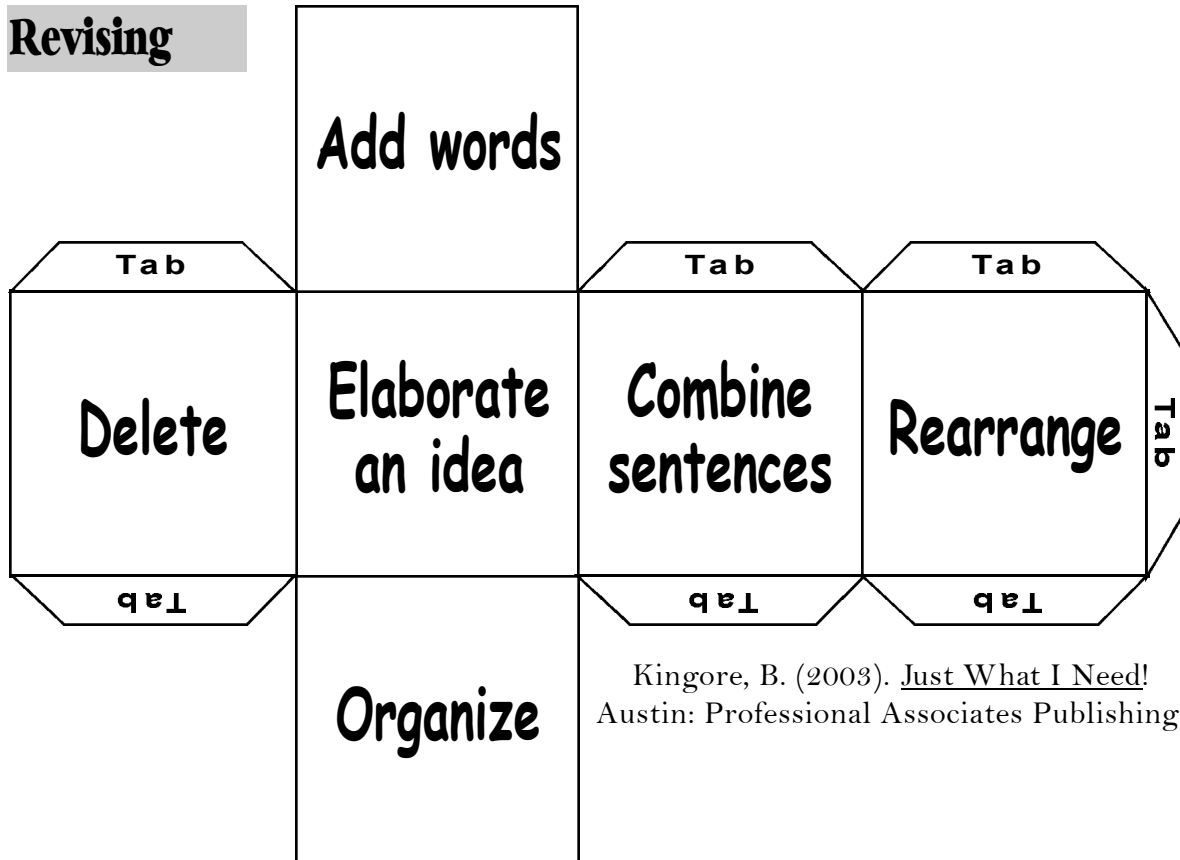 Revising
Add words
Tab
Tab
Tab
Delete
Elaborate
an idea
Combine
sentences
Rearrange
Tab
Tab
Tab
Tab
Organize
Kingore, B. (2003). Just What I Need!
Austin: Professional Associates Publishing